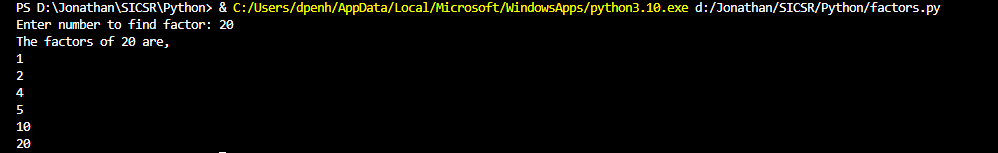 PS D:\Jonathan\SICSR\Python> & C:/Users/dpenh/AppData/Local/Microsoft/WindowsApps/python3.10.exe d:/Jonathan/SICSR/Python/factors.py
Enter number to find factor: 20
The factors of 20 are,
1
2
4
5
10
20